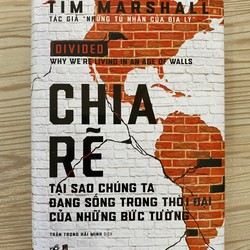 TIM MARSHALL
TÁC GIẢ "NHỮNG TÙ NHÂN CỦA ĐỊA LÝ"
DIVIDED
WHY WE'RE LIVING IN AN AGE OF WALLS
CHIA
RẼ
TẠI SAO CHÚNG TA
ĐANG SỐNG TRONG THỜI ĐẠI
CỦA NHỮNG BỨC TƯỜNG
TRẦN TRỌNG HẢI MINH DỊCH